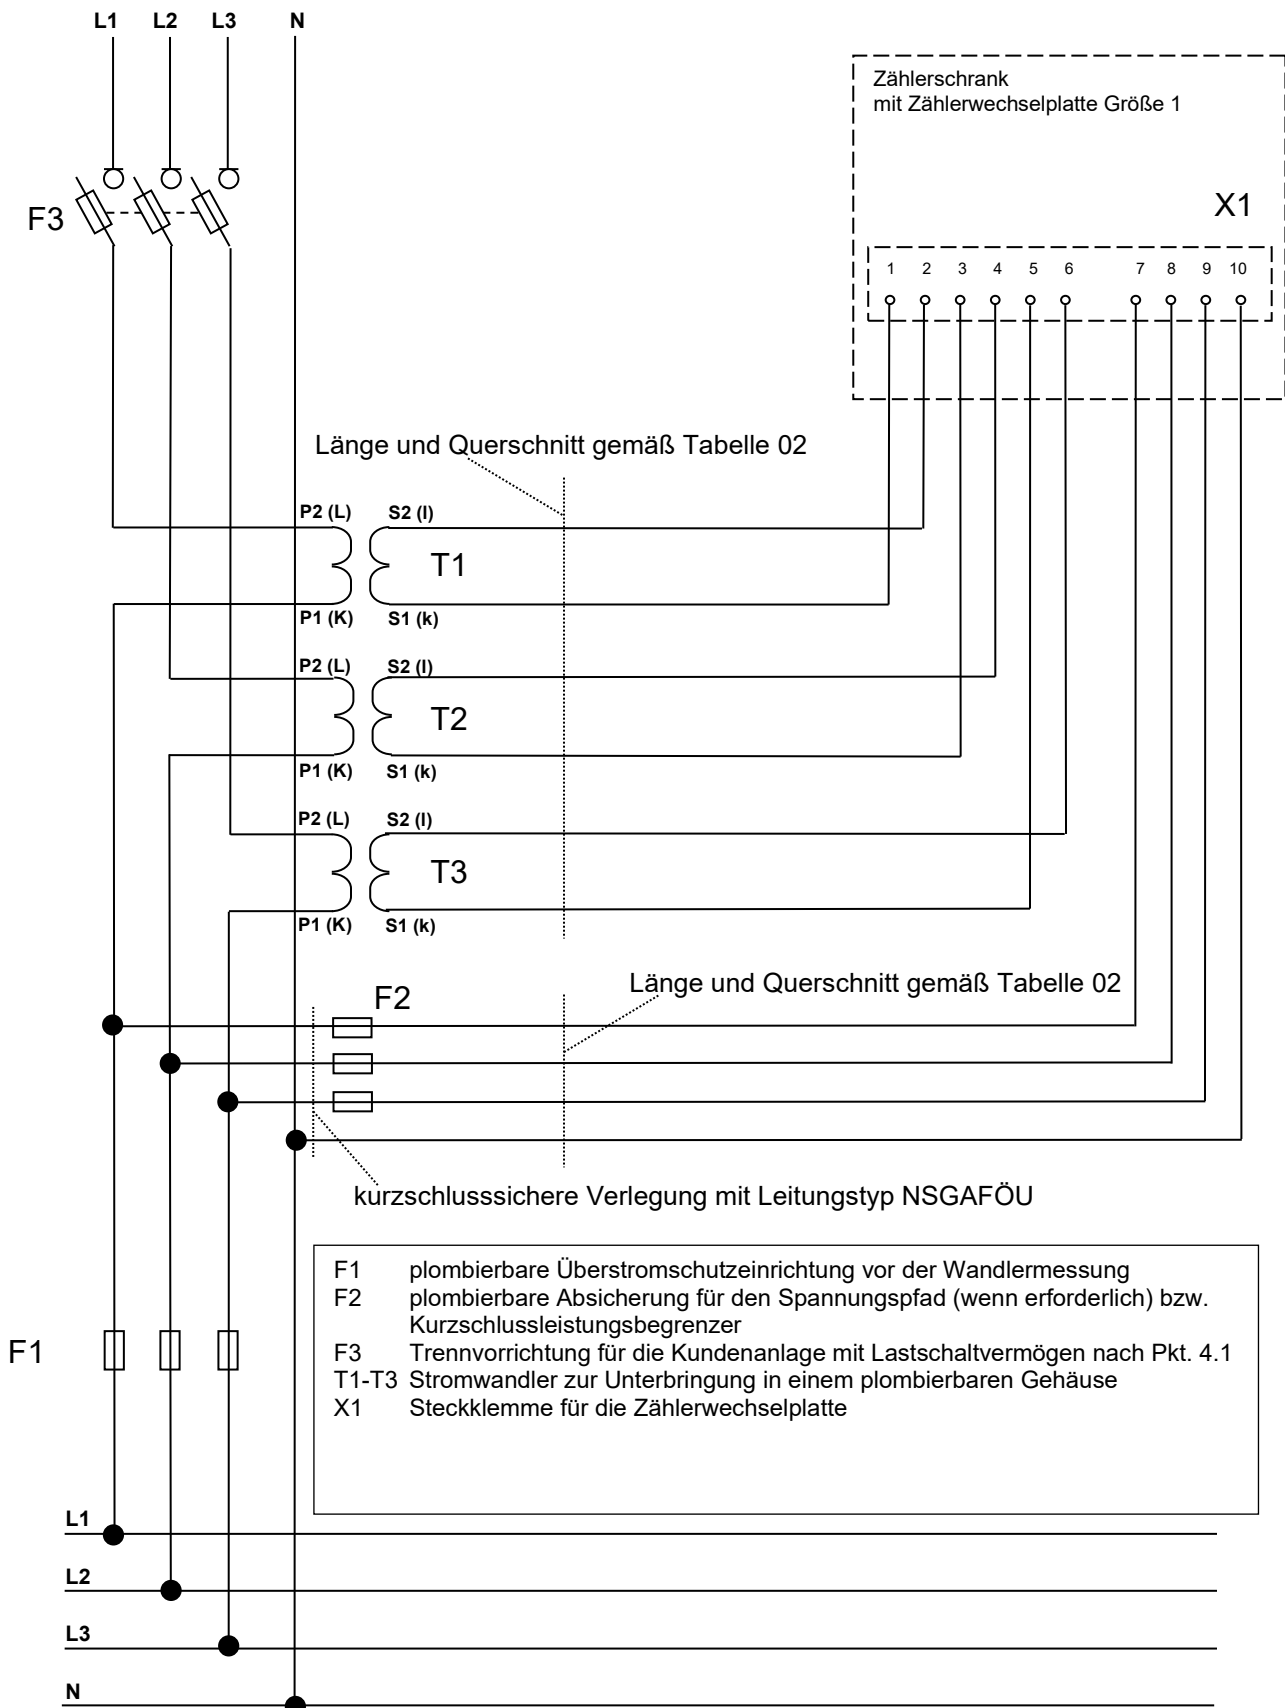 L1 L2 L3 N
Zählerschrank
mit Zählerwechselplatte Größe 1
X1
F3
1 2 3 4 5 6 7 8 9 10
Länge und Querschnitt gemäß Tabelle 02
P2 (L) S2 (l)
T1
P1 (K) S1 (k)
P2 (L) S2 (l)
T2
P1 (K) S1 (k)
P2 (L) S2 (l)
T3
P1 (K) S1 (k)
F2
Länge und Querschnitt gemäß Tabelle 02
kurzschlusssichere Verlegung mit Leitungstyp NSGAFÖU
F1 plombierbare Überstromschutzeinrichtung vor der Wandlermessung
F2 plombierbare Absicherung für den Spannungspfad (wenn erforderlich) bzw.
Kurzschlussleistungsbegrenzer
F3 Trennvorrichtung für die Kundenanlage mit Lastschaltvermögen nach Pkt. 4.1
T1-T3 Stromwandler zur Unterbringung in einem plombierbaren Gehäuse
X1 Steckklemme für die Zählerwechselplatte
F1
L1
L2
L3
N